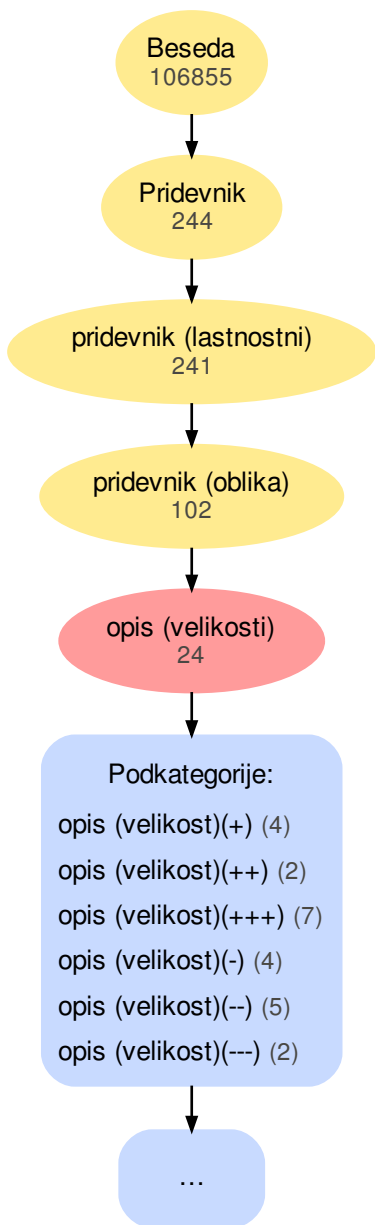 Beseda
106855
Pridevnik
244
pridevnik (lastnostni)
241
pridevnik (oblika)
102
opis (velikosti)
24
Podkategorije:
opis (velikost)(+) (4)
opis (velikost)(++) (2)
opis (velikost)(+++) (7)
opis (velikost)(-) (4)
opis (velikost)(--) (5)
opis (velikost)(---) (2)
...